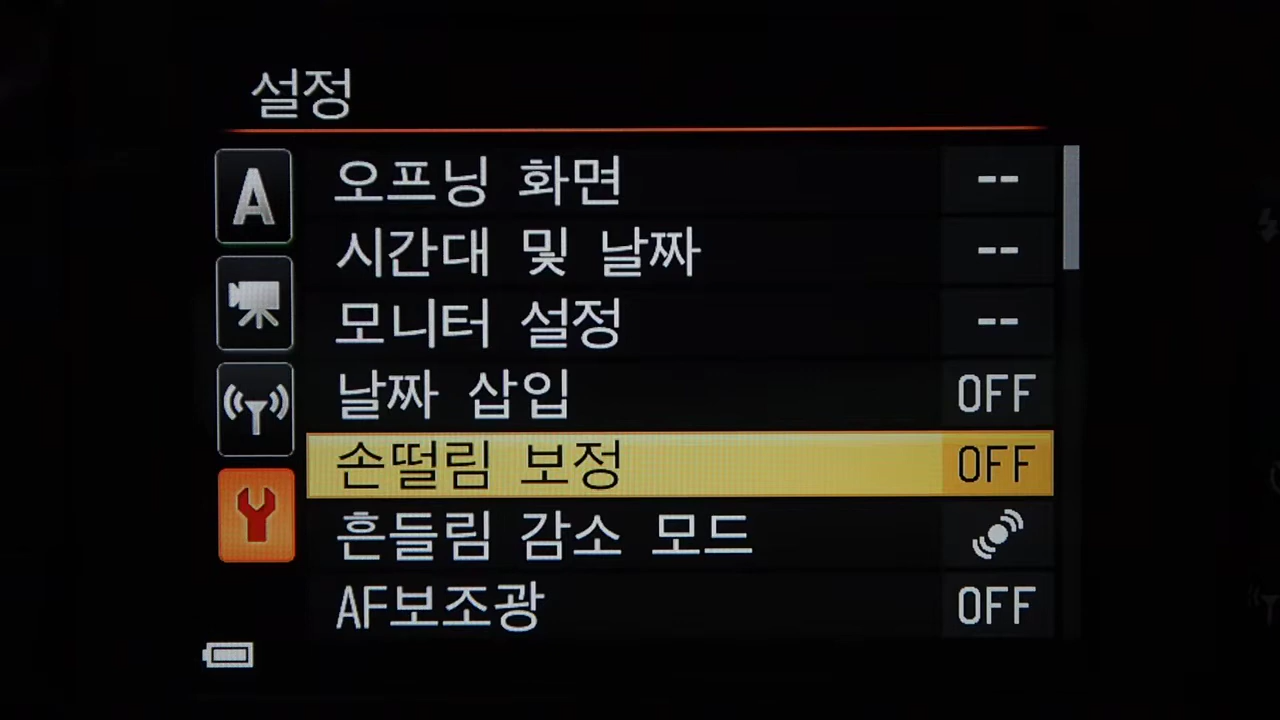 설정
A
오프닝 화면 --
시간대 및 날짜 --
모니터 설정 --
날짜 삽입 OFF
손떨림 보정 OFF
흔들림 감소 모드
AF보조광 OFF